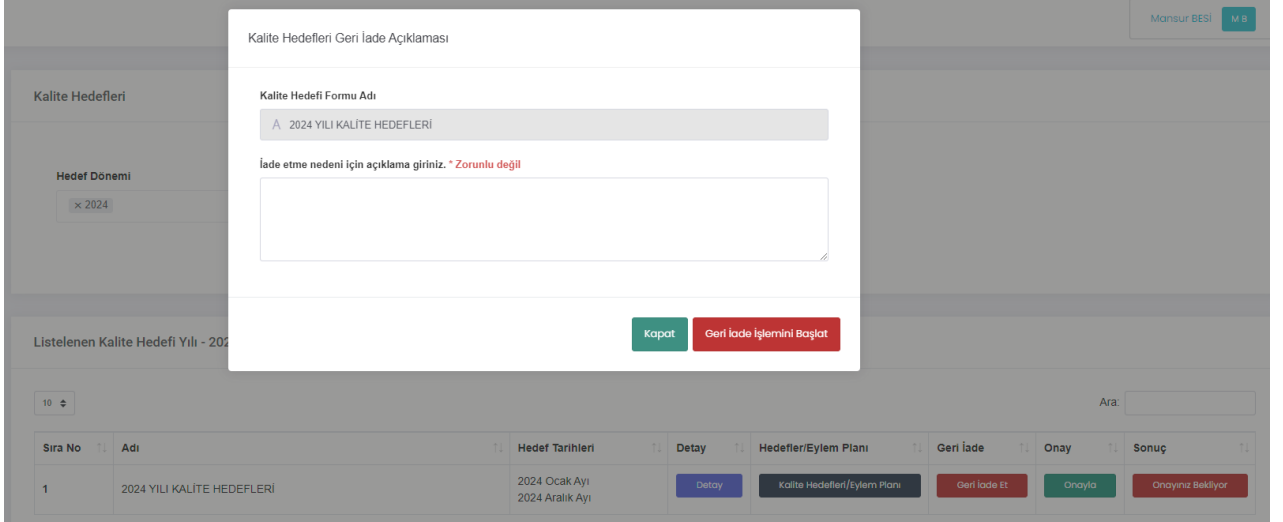 Mansur BESİ M B
Kalite Hedefleri Geri İade Açıklaması
Kalite Hedefleri
Kalite Hedefi Formu Adı
A 2024 YILI KALİTE HEDEFLERİ
İade etme nedeni için açıklama giriniz. * Zorunlu değil
Hedef Dönemi
× 2024
Kapat Geri İade İşlemini Başlat
Listelenen Kalite Hedefi Yılı - 202
10 Ara:
Sıra No Adı Hedef Tarihleri Detay Hedefler/Eylem Planı Geri İade Onay Sonuç
1 2024 YILI KALİTE HEDEFLERİ 2024 Ocak Ayı Detay Kalite Hedefleri/Eylem Planı Geri İade Et Onayla Onayınız Bekliyor
2024 Aralık Ayı